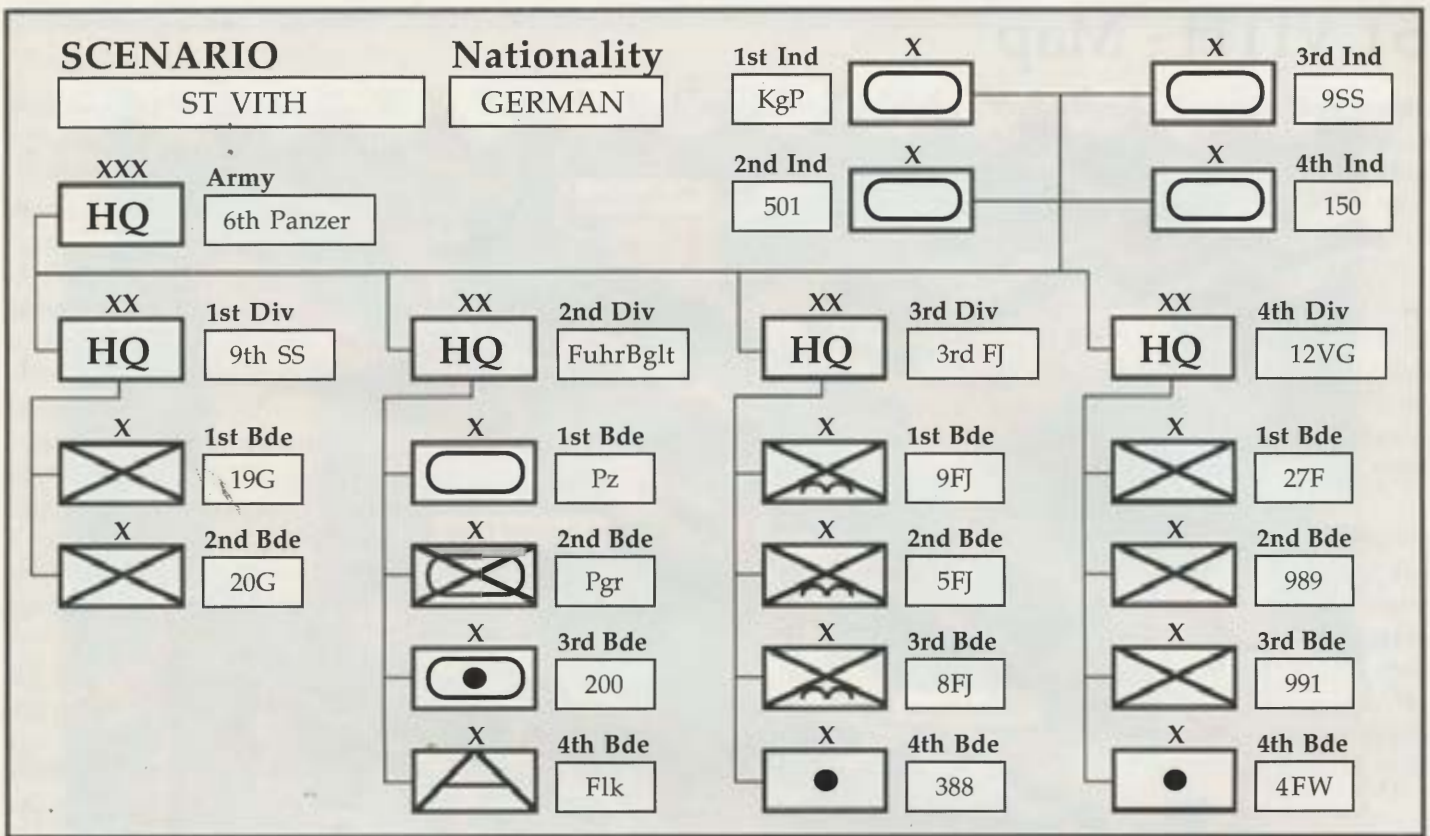 SCENARIO
ST VITH
Nationality
GERMAN
1st Ind
KgP
X
X
3rd Ind
9SS
2nd Ind
501
X
X
4th Ind
150
XXX
HQ
Army
6th Panzer
XX
HQ
1st Div
9th SS
XX
HQ
2nd Div
FuhrBglt
XX
HQ
3rd Div
3rd FJ
XX
HQ
4th Div
12VG
X
1st Bde
19G
X
1st Bde
Pz
X
1st Bde
9FJ
X
1st Bde
27F
X
2nd Bde
20G
X
2nd Bde
Pgr
X
2nd Bde
5FJ
X
2nd Bde
989
X
3rd Bde
200
X
3rd Bde
8FJ
X
3rd Bde
991
X
4th Bde
Flk
X
4th Bde
388
X
4th Bde
4FW